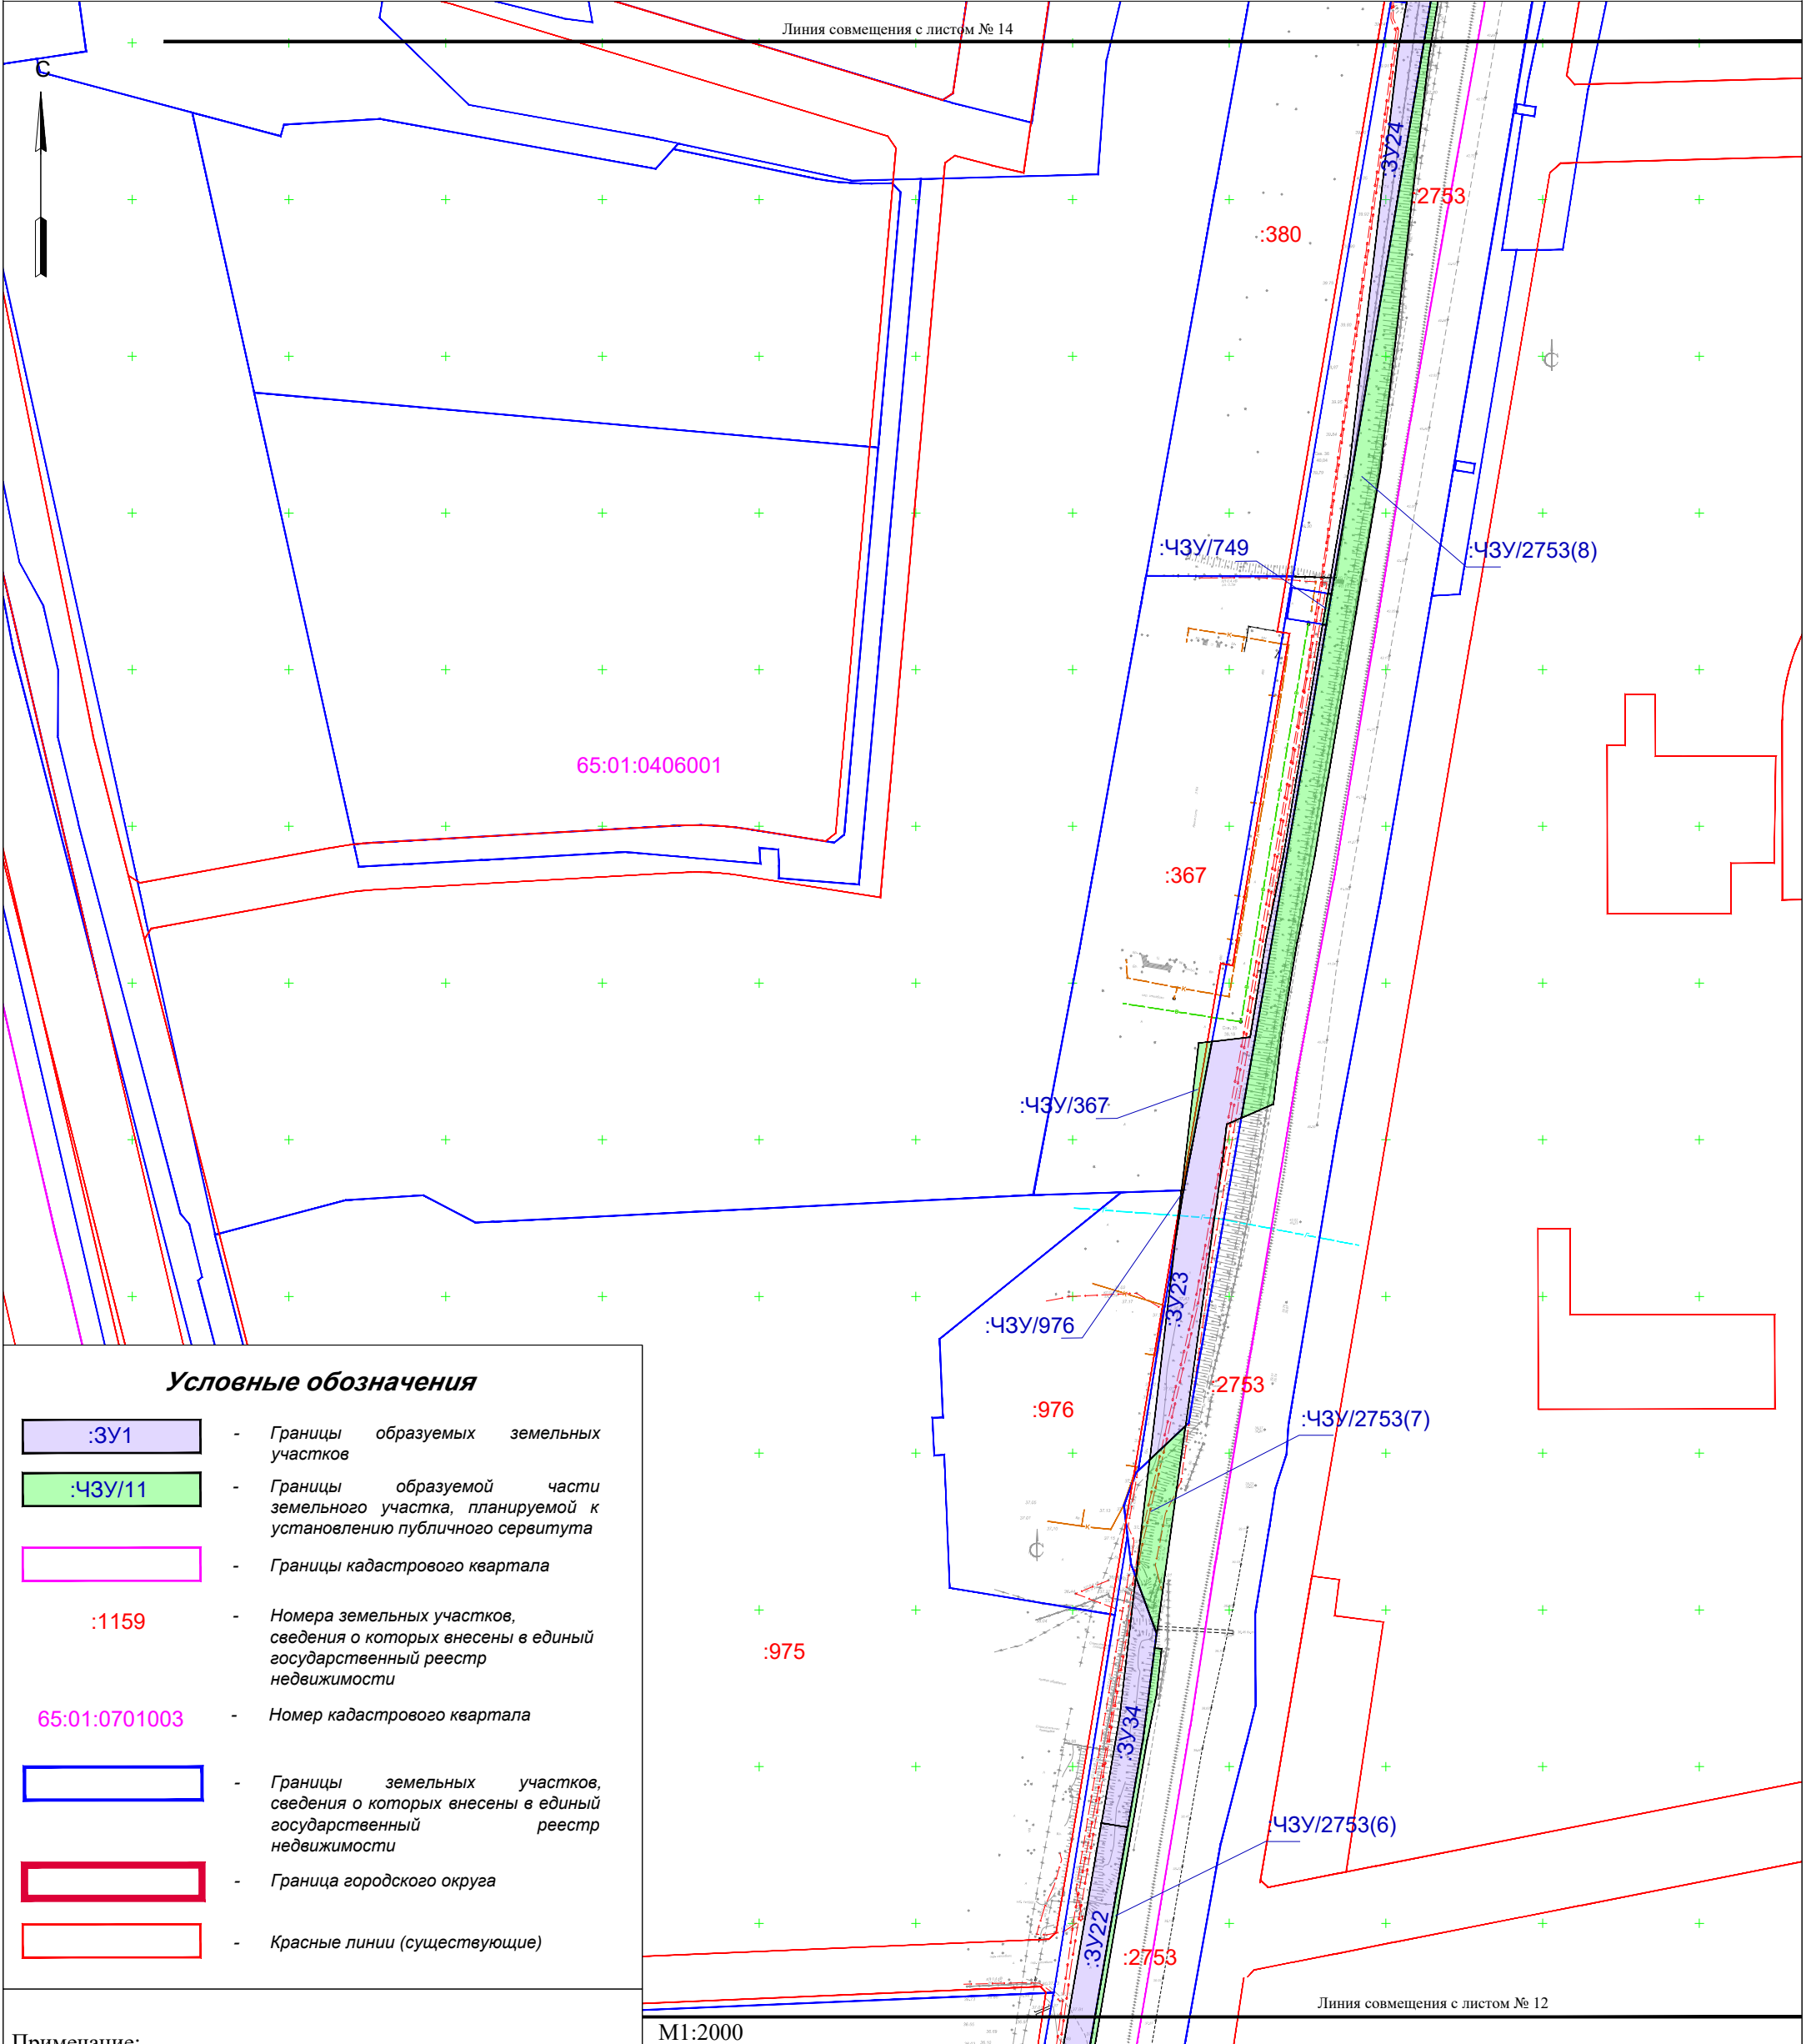 Линия совмещения с листом № 14
С
:ЗУ24
:2753
:380
:ЧЗУ/749
:ЧЗУ/2753(8)
65:01:0406001
:367
:ЧЗУ/367
:ЗУ23
:ЧЗУ/976
:2753
:976
:ЧЗУ/2753(7)
:975
:ЗУ34
:ЧЗУ/2753(6)
:ЗУ22
:2753
Линия совмещения с листом № 12
М1:2000
Условные обозначения
:ЗУ1 - Границы образуемых земельных
участков
:ЧЗУ/11 - Границы образуемой части
земельного участка, планируемой к
установлению публичного сервитута
- Границы кадастрового квартала
:1159 - Номера земельных участков,
сведения о которых внесены в единый
государственный реестр
недвижимости
65:01:0701003 - Номер кадастрового квартала
- Границы земельных участков,
сведения о которых внесены в единый
государственный реестр
недвижимости
- Граница городского округа
- Красные линии (существующие)
Примечание: